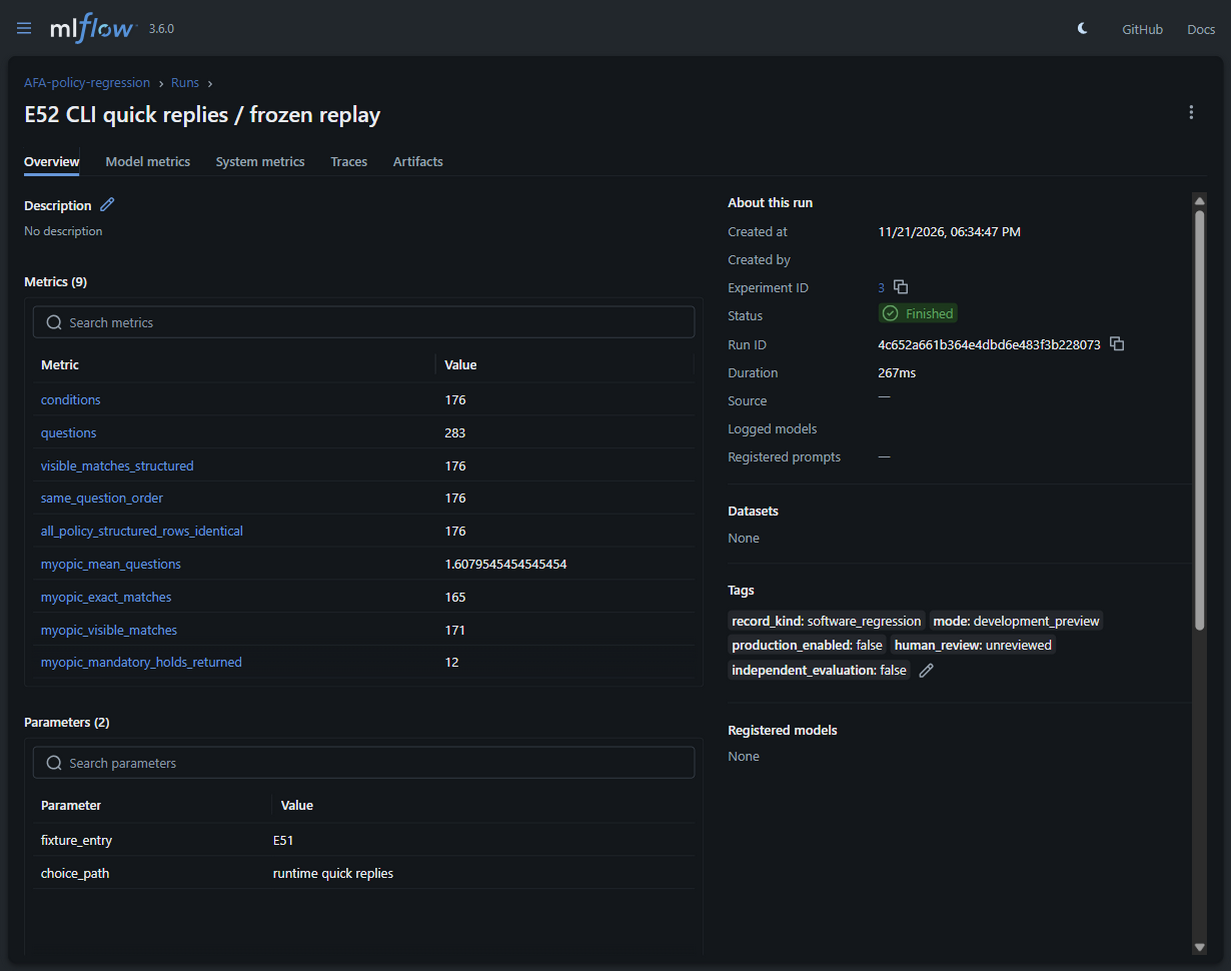 mlflow 3.6.0 GitHub Docs
AFA-policy-regression › Runs ›
E52 CLI quick replies / frozen replay
Overview Model metrics System metrics Traces Artifacts
Description
No description
Metrics (9)
Search metrics
Metric Value
conditions 176
questions 283
visible_matches_structured 176
same_question_order 176
all_policy_structured_rows_identical 176
myopic_mean_questions 1.6079545454545454
myopic_exact_matches 165
myopic_visible_matches 171
myopic_mandatory_holds_returned 12
Parameters (2)
Search parameters
Parameter Value
fixture_entry E51
choice_path runtime quick replies
About this run
Created at 11/21/2026, 06:34:47 PM
Created by
Experiment ID 3
Status Finished
Run ID 4c652a661b364e4dbd6e483f3b228073
Duration 267ms
Source —
Logged models
Registered prompts —
Datasets
None
Tags
record_kind: software_regression mode: development_preview
production_enabled: false human_review: unreviewed
independent_evaluation: false
Registered models
None